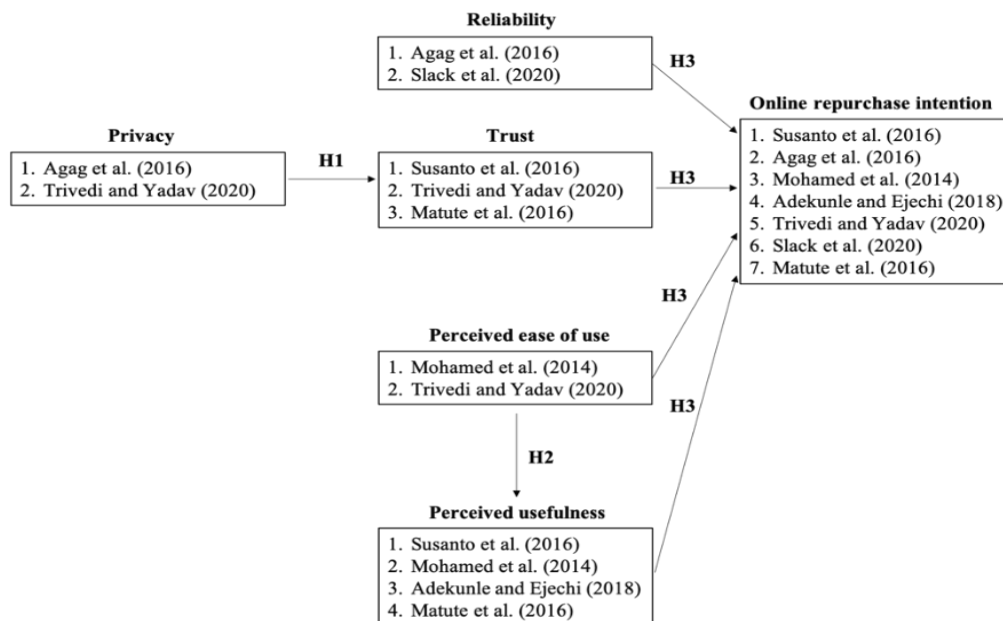 Reliability
1. Agag et al. (2016)
2. Slack et al. (2020)
H3
Online repurchase intention
1. Susanto et al. (2016)
2. Agag et al. (2016)
3. Mohamed et al. (2014)
4. Adekunle and Ejechi (2018)
5. Trivedi and Yadav (2020)
6. Slack et al. (2020)
7. Matute et al. (2016)
Privacy
1. Agag et al. (2016)
2. Trivedi and Yadav (2020)
H1
Trust
1. Susanto et al. (2016)
2. Trivedi and Yadav (2020)
3. Matute et al. (2016)
H3
H3
Perceived ease of use
1. Mohamed et al. (2014)
2. Trivedi and Yadav (2020)
H3
H2
Perceived usefulness
1. Susanto et al. (2016)
2. Mohamed et al. (2014)
3. Adekunle and Ejechi (2018)
4. Matute et al. (2016)